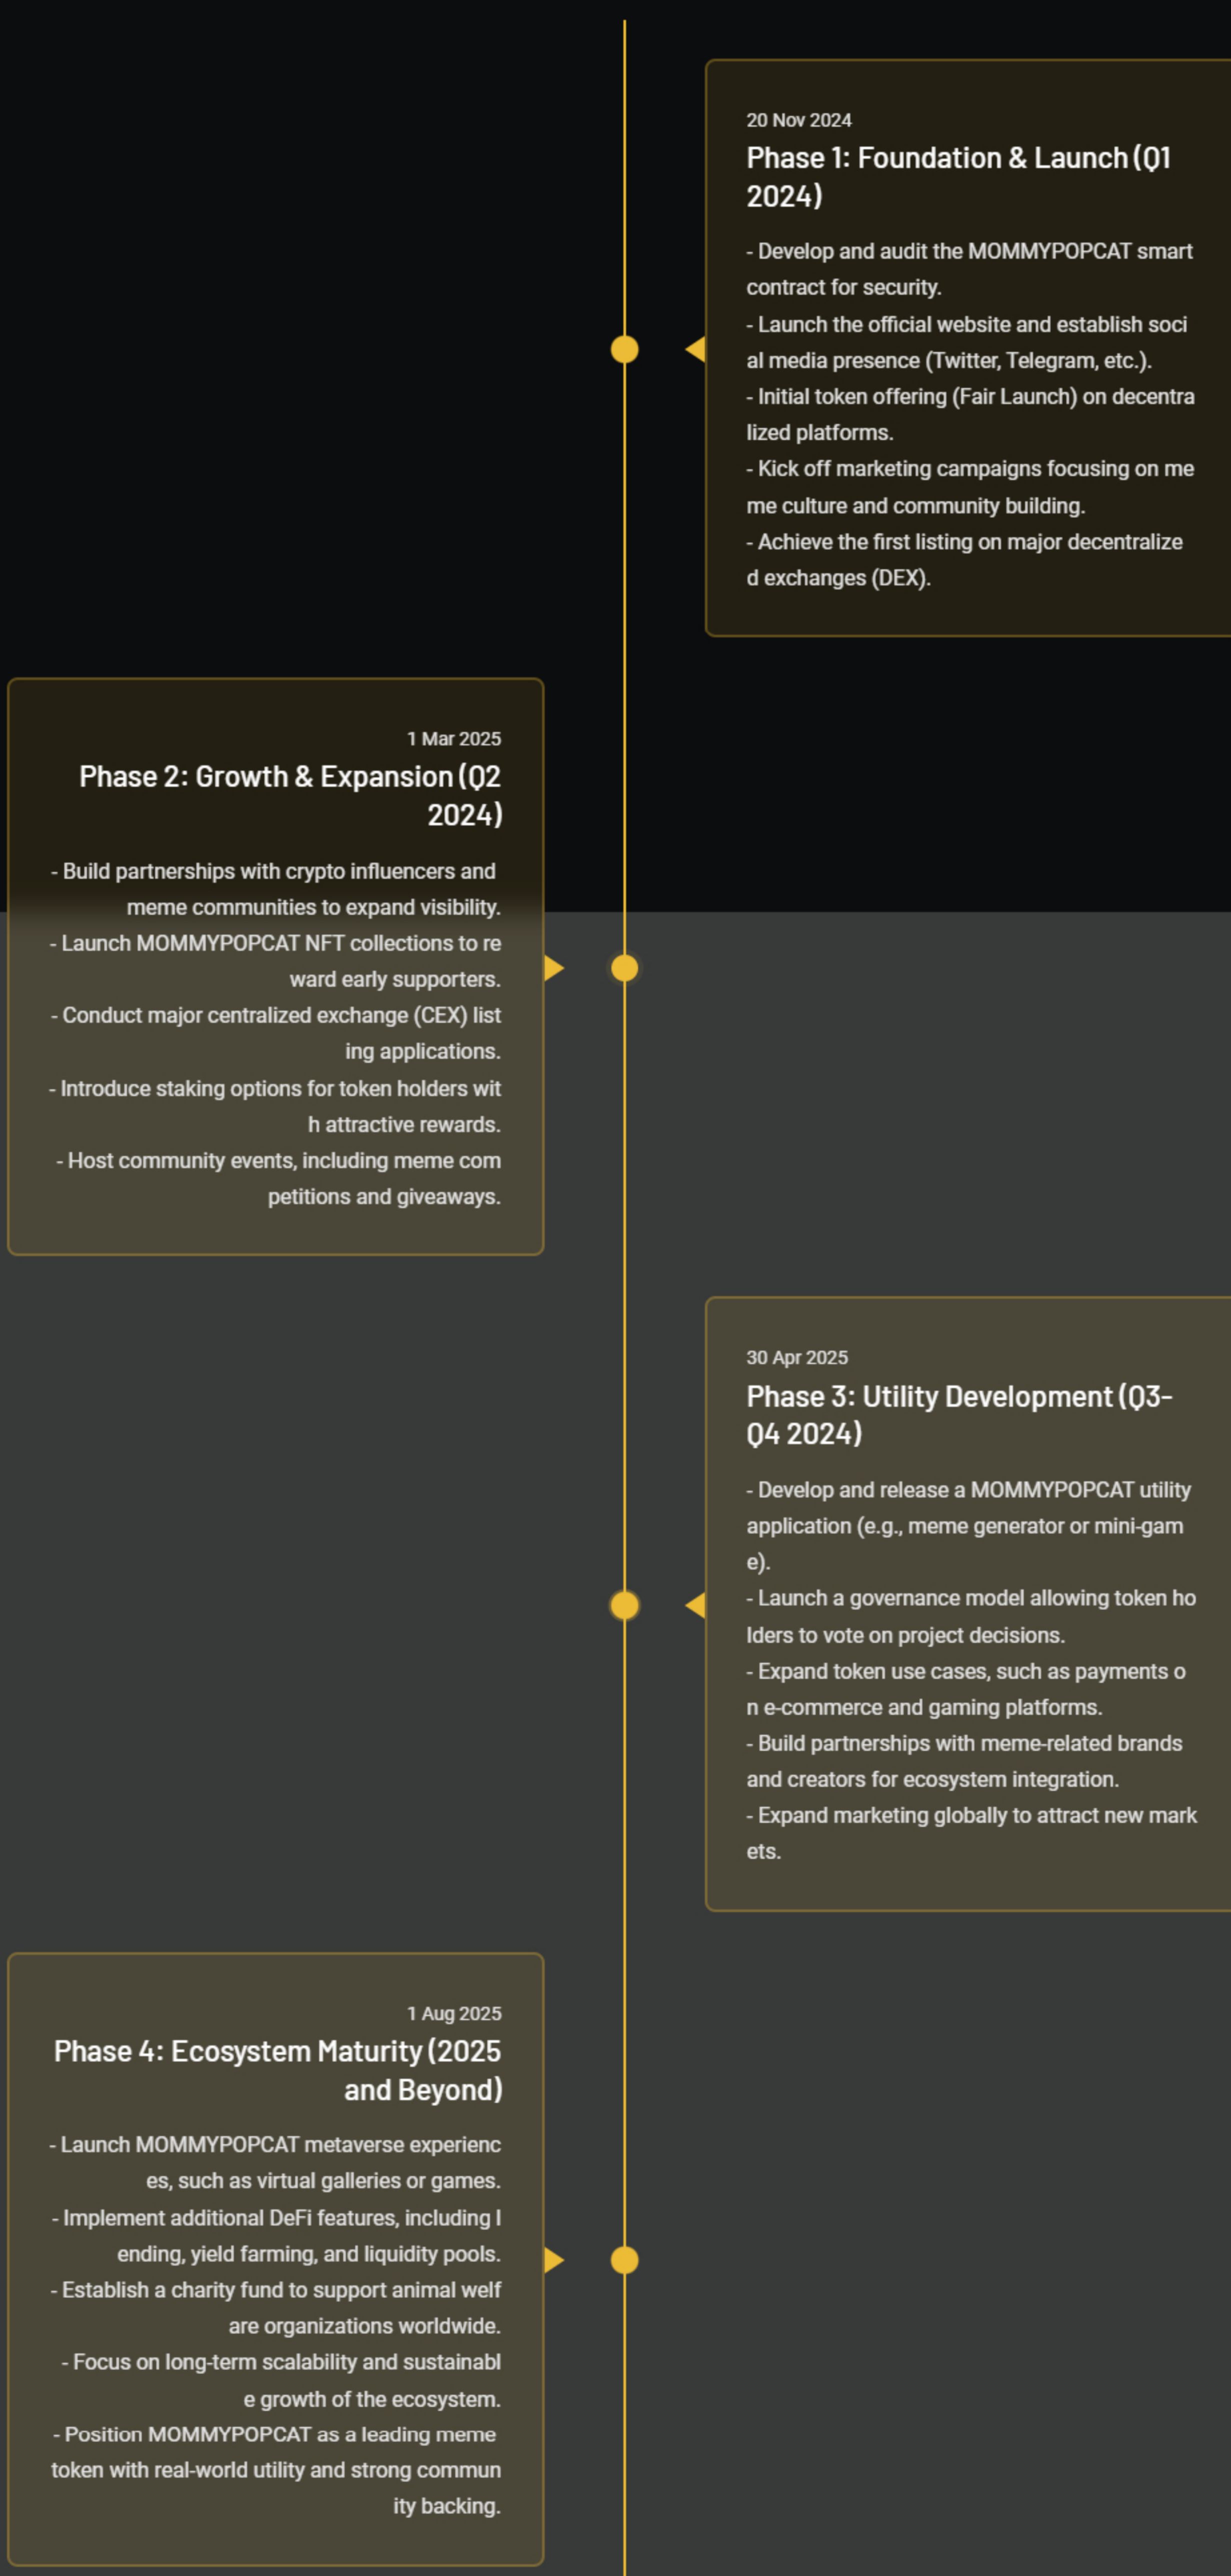 20 Nov 2024
Phase 1: Foundation & Launch (Q1
2024)
- Develop and audit the MOMMYPOPCAT smart
contract for security.
- Launch the official website and establish soci
al media presence (Twitter, Telegram, etc.).
- Initial token offering (Fair Launch) on decentra
lized platforms.
- Kick off marketing campaigns focusing on me
me culture and community building.
- Achieve the first listing on major decentralize
d exchanges (DEX).
1 Mar 2025
Phase 2: Growth & Expansion (Q2
2024)
- Build partnerships with crypto influencers and
meme communities to expand visibility.
- Launch MOMMYPOPCAT NFT collections to re
ward early supporters.
- Conduct major centralized exchange (CEX) list
ing applications.
- Introduce staking options for token holders wit
h attractive rewards.
- Host community events, including meme com
petitions and giveaways.
30 Apr 2025
Phase 3: Utility Development (Q3-
Q4 2024)
- Develop and release a MOMMYPOPCAT utility
application (e.g., meme generator or mini-gam
e).
- Launch a governance model allowing token ho
lders to vote on project decisions.
- Expand token use cases, such as payments o
n e-commerce and gaming platforms.
- Build partnerships with meme-related brands
and creators for ecosystem integration.
- Expand marketing globally to attract new mark
ets.
1 Aug 2025
Phase 4: Ecosystem Maturity (2025
and Beyond)
- Launch MOMMYPOPCAT metaverse experienc
es, such as virtual galleries or games.
- Implement additional DeFi features, including l
ending, yield farming, and liquidity pools.
- Establish a charity fund to support animal welf
are organizations worldwide.
- Focus on long-term scalability and sustainabl
e growth of the ecosystem.
- Position MOMMYPOPCAT as a leading meme
token with real-world utility and strong commun
ity backing.